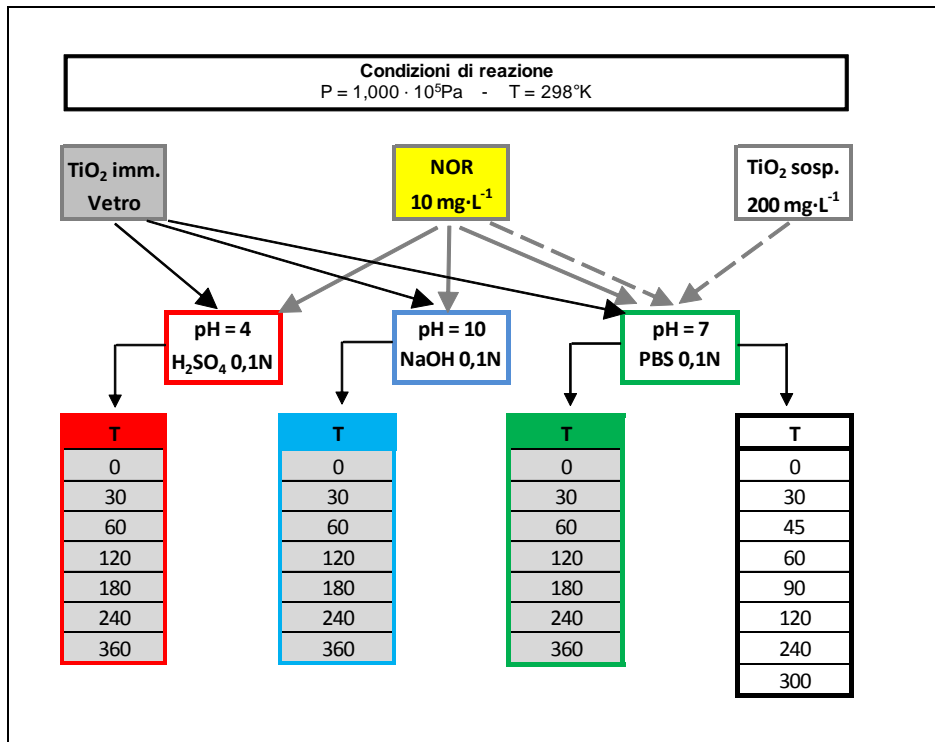 Condizioni di reazione
P = 1,000 · 10⁵Pa - T = 298°K
TiO₂ imm.
Vetro
NOR
10 mg·L⁻¹
TiO₂ sosp.
200 mg·L⁻¹
pH = 4
H₂SO₄ 0,1N
pH = 10
NaOH 0,1N
pH = 7
PBS 0,1N
T T T T
0 0 0 0
30 30 30 30
60 60 60 45
120 120 120 60
180 180 180 90
240 240 240 120
360 360 360 240
300